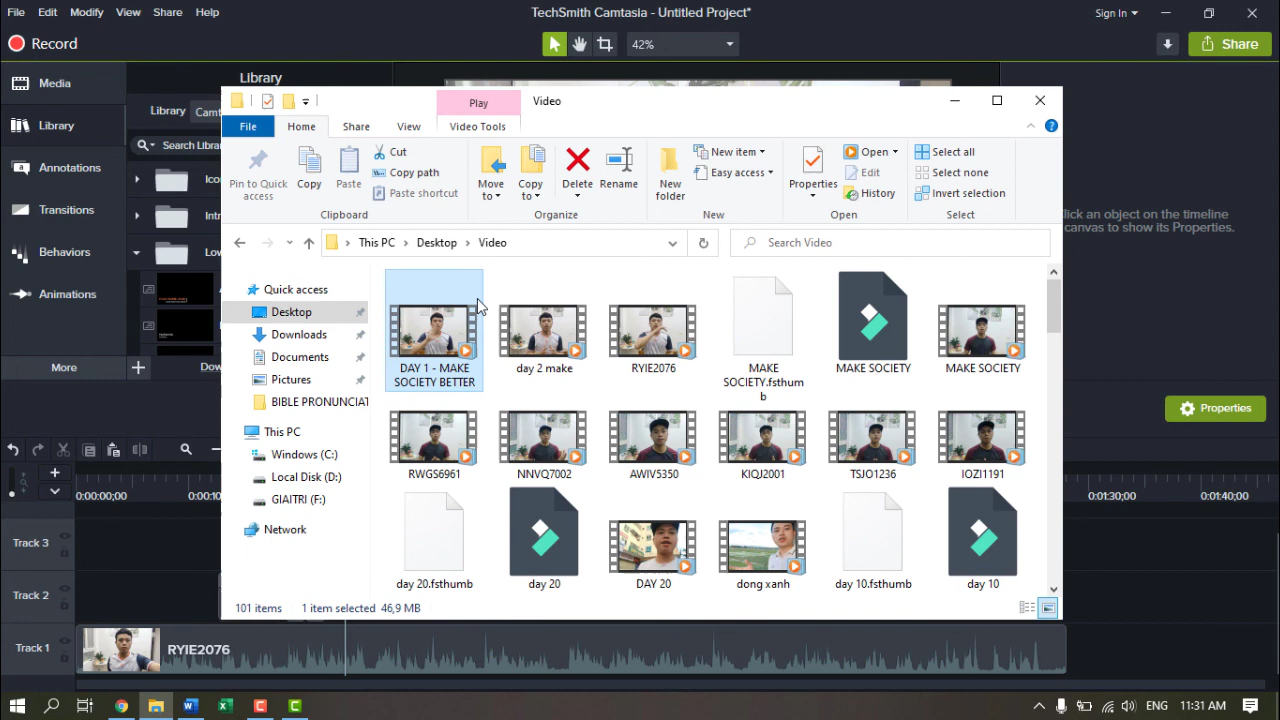 File Edit Modify View Share Help
TechSmith Camtasia - Untitled Project*
Sign In
Record
42%
Share
Media
Library
Annotations
Transitions
Behaviors
Animations
More
Library
Library
Search Libra
Play
Video
File Home Share View Video Tools
Pin to Quick access
Copy
Paste
Cut
Copy path
Paste shortcut
Clipboard
Move to
Copy to
Delete
Rename
Organize
New folder
New item
Easy access
New
Properties
Open
Edit
History
Open
Select all
Select none
Invert selection
Select
This PC > Desktop > Video
Search Video
lick an object on the timeline
canvas to show its Properties.
Quick access
Desktop
Downloads
Documents
Pictures
BIBLE PRONUNCIAT
This PC
Windows (C:)
Local Disk (D:)
GIAITRI (F:)
Network
DAY 1 - MAKE SOCIETY BETTER
day 2 make
RYIE2076
MAKE SOCIETY.fsthumb
MAKE SOCIETY
MAKE SOCIETY
RWGS6961
NNVQ7002
AWIV5350
KIQJ2001
TSJO1236
IOZI1191
day 20.fsthumb
day 20
DAY 20
dong xanh
day 10.fsthumb
day 10
101 items 1 item selected 46,9 MB
Properties
0:00:00;00
0:00:10
0:01:30;00
0:01:40;00
Track 3
Track 2
Track 1
RYIE2076
ENG
11:31 AM